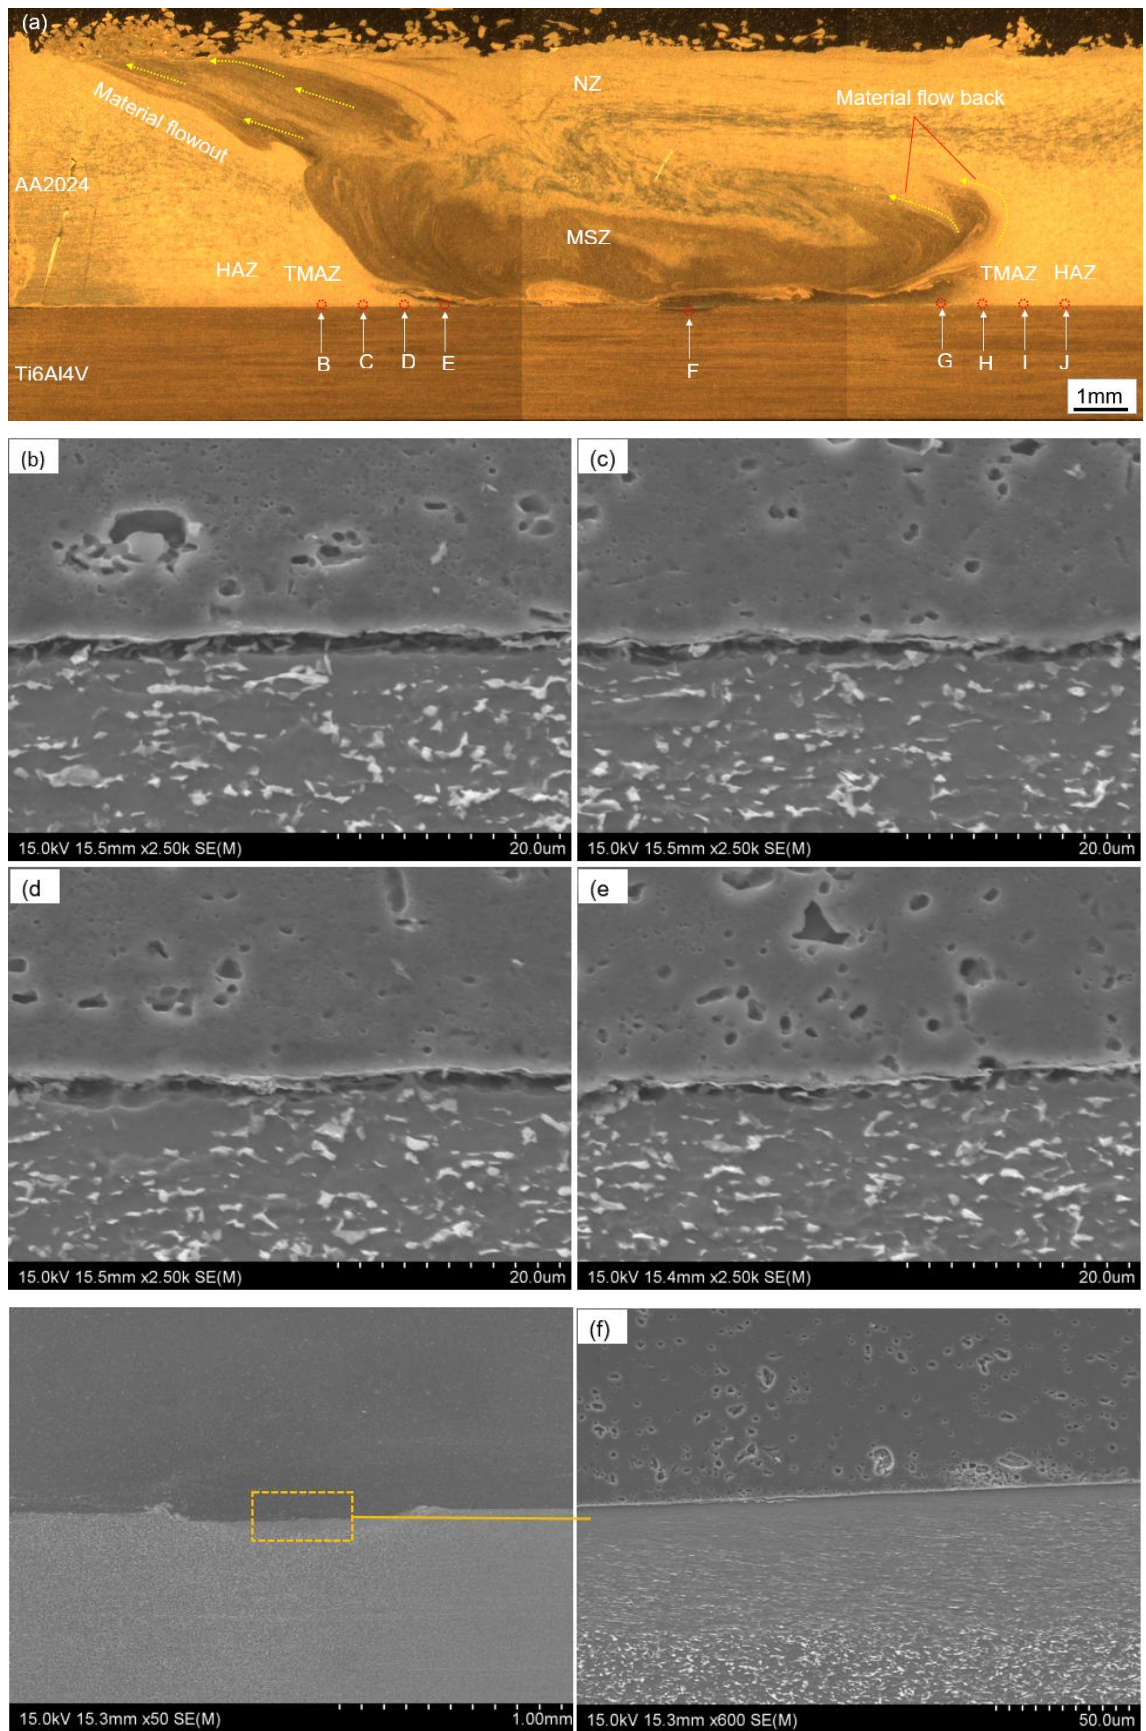 (a)
NZ
Material flow back
Material flowout
AA2024
MSZ
HAZ
TMAZ
TMAZ
HAZ
B
C
D
E
F
G
H
I
J
Ti6Al4V
1mm
(b)
(c)
15.0kV 15.5mm x2.50k SE(M)
20.0um
15.0kV 15.5mm x2.50k SE(M)
20.0um
(d
(e
15.0kV 15.5mm x2.50k SE(M)
20.0um
15.0kV 15.4mm x2.50k SE(M)
20.0um
(f)
15.0kV 15.3mm x50 SE(M)
1.00mm
15.0kV 15.3mm x600 SE(M)
50.0um